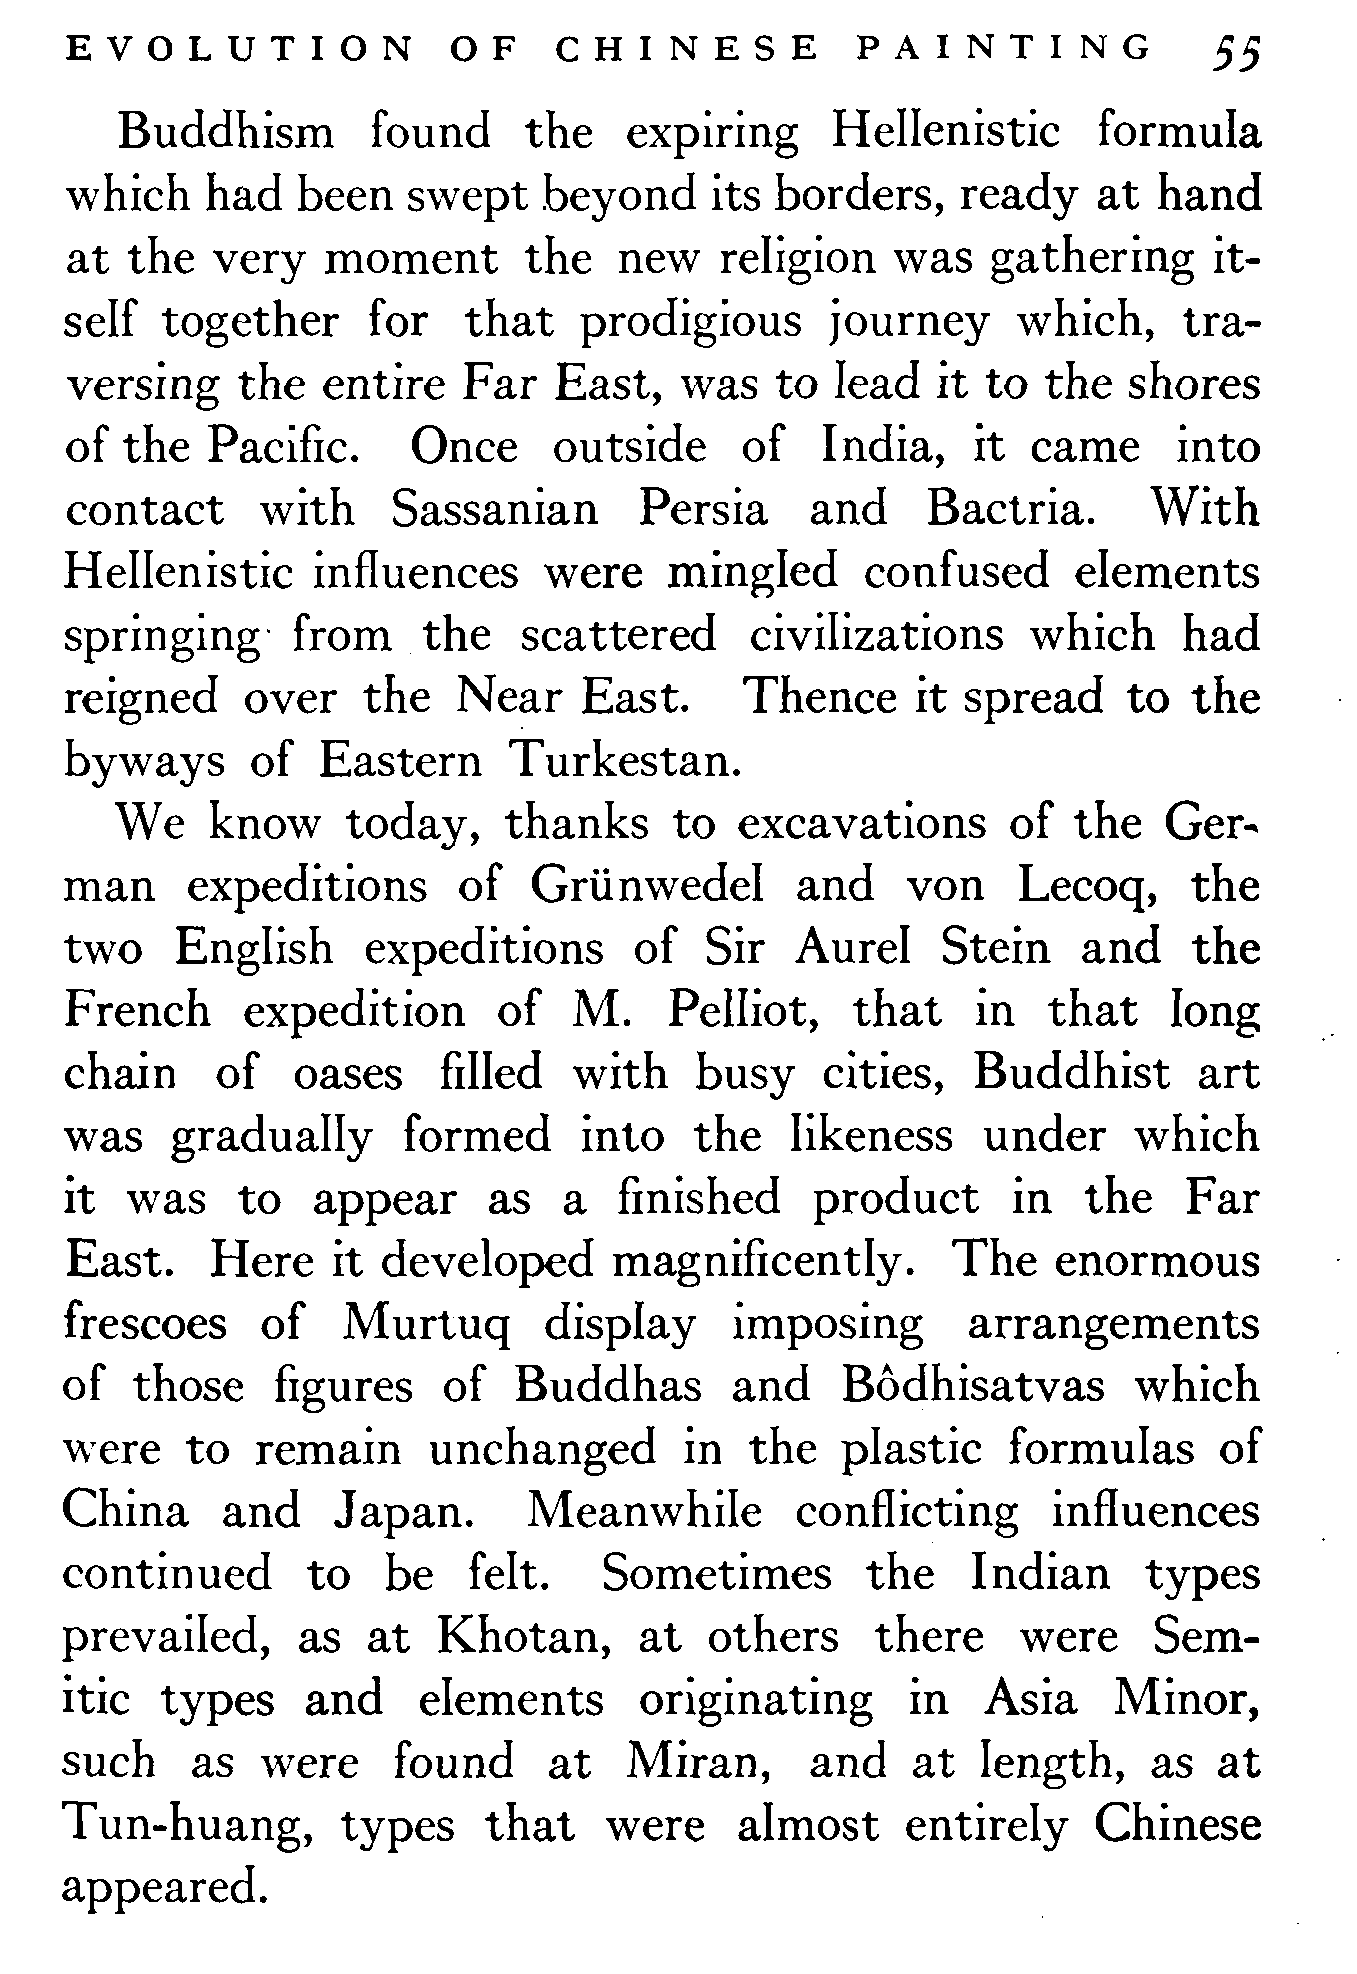 EVOLUTION OF CHINESE PAINTING 55
Buddhism found the expiring Hellenistic formula
which had been swept beyond its borders, ready at hand
at the very moment the new religion was gathering it-
self together for that prodigious journey which, tra-
versing the entire Far East, was to lead it to the shores
of the Pacific. Once outside of India, it came into
contact with Sassanian Persia and Bactria. With
Hellenistic influences were mingled confused elements
springing from the scattered civilizations which had
reigned over the Near East. Thence it spread to the
byways of Eastern Turkestan.
We know today, thanks to excavations of the Ger-
man expeditions of Grünwedel and von Lecoq, the
two English expeditions of Sir Aurel Stein and the
French expedition of M. Pelliot, that in that long
chain of oases filled with busy cities, Buddhist art
was gradually formed into the likeness under which
it was to appear as a finished product in the Far
East. Here it developed magnificently. The enormous
frescoes of Murtuq display imposing arrangements
of those figures of Buddhas and Bôdhisatvas which
were to remain unchanged in the plastic formulas of
China and Japan. Meanwhile conflicting influences
continued to be felt. Sometimes the Indian types
prevailed, as at Khotan, at others there were Sem-
itic types and elements originating in Asia Minor,
such as were found at Miran, and at length, as at
Tun-huang, types that were almost entirely Chinese
appeared.